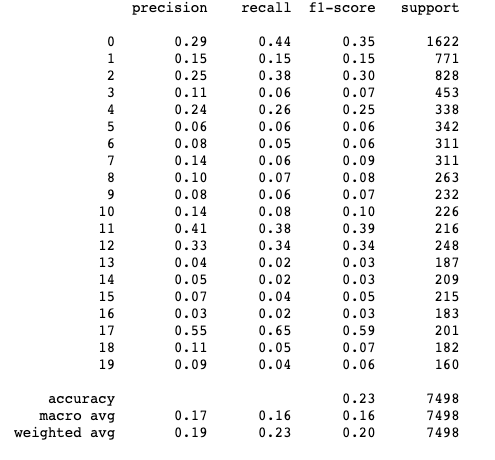 precision recall f1-score support
0 0.29 0.44 0.35 1622
1 0.15 0.15 0.15 771
2 0.25 0.38 0.30 828
3 0.11 0.06 0.07 453
4 0.24 0.26 0.25 338
5 0.06 0.06 0.06 342
6 0.08 0.05 0.06 311
7 0.14 0.06 0.09 311
8 0.10 0.07 0.08 263
9 0.08 0.06 0.07 232
10 0.14 0.08 0.10 226
11 0.41 0.38 0.39 216
12 0.33 0.34 0.34 248
13 0.04 0.02 0.03 187
14 0.05 0.02 0.03 209
15 0.07 0.04 0.05 215
16 0.03 0.02 0.03 183
17 0.55 0.65 0.59 201
18 0.11 0.05 0.07 182
19 0.09 0.04 0.06 160
accuracy 0.23 7498
macro avg 0.17 0.16 0.16 7498
weighted avg 0.19 0.23 0.20 7498